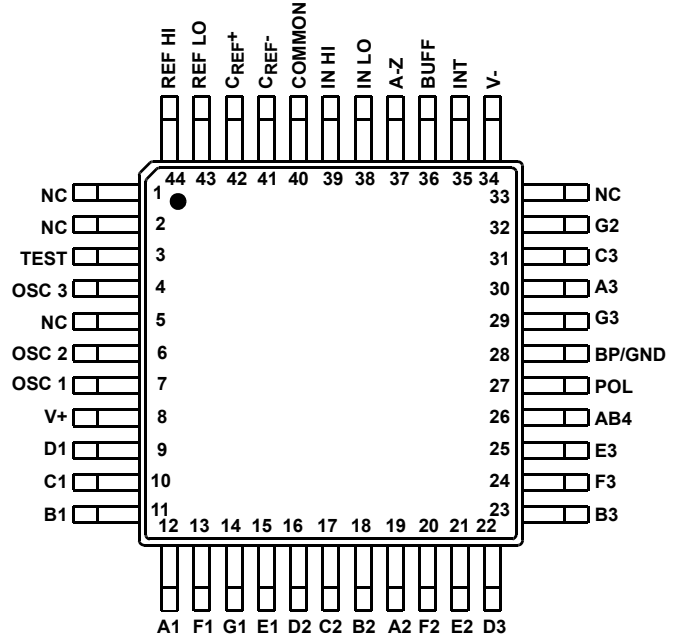 REF HI
REF LO
CREF+
CREF-
COMMON
IN HI
IN LO
A-Z
BUFF
INT
V-
44 43 42 41 40 39 38 37 36 35 34
NC 1 33 NC
NC 2 32 G2
TEST 3 31 C3
OSC 3 4 30 A3
NC 5 29 G3
OSC 2 6 28 BP/GND
OSC 1 7 27 POL
V+ 8 26 AB4
D1 9 25 E3
C1 10 24 F3
B1 11 23 B3
12 13 14 15 16 17 18 19 20 21 22
A1 F1 G1 E1 D2 C2 B2 A2 F2 E2 D3